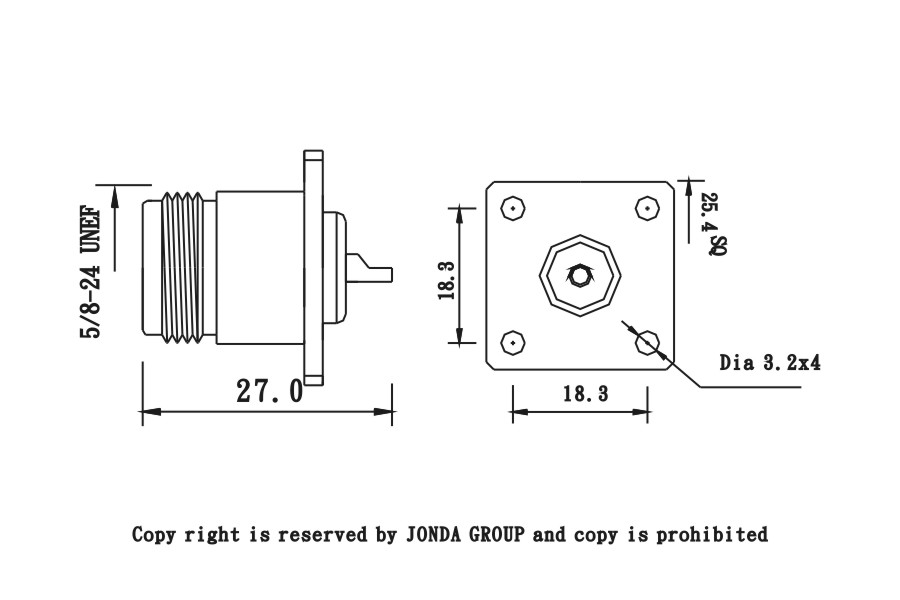 5/8-24 UNEF
27.0
18.3
25.4 SQ
Dia 3.2x4
18.3
Copy right is reserved by JONDA GROUP and copy is prohibited